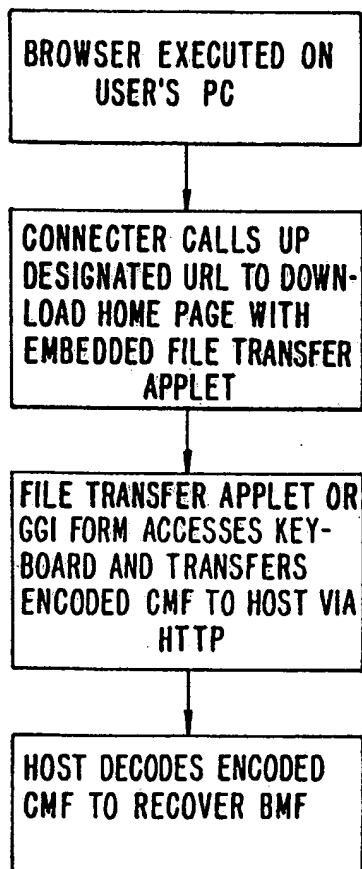 BROWSER EXECUTED ON
USER'S PC
CONNECTER CALLS UP
DESIGNATED URL TO DOWN-
LOAD HOME PAGE WITH
EMBEDDED FILE TRANSFER
APPLET
FILE TRANSFER APPLET OR
GGI FORM ACCESSES KEY-
BOARD AND TRANSFERS
ENCODED CMF TO HOST VIA
HTTP
HOST DECODES ENCODED
CMF TO RECOVER BMF